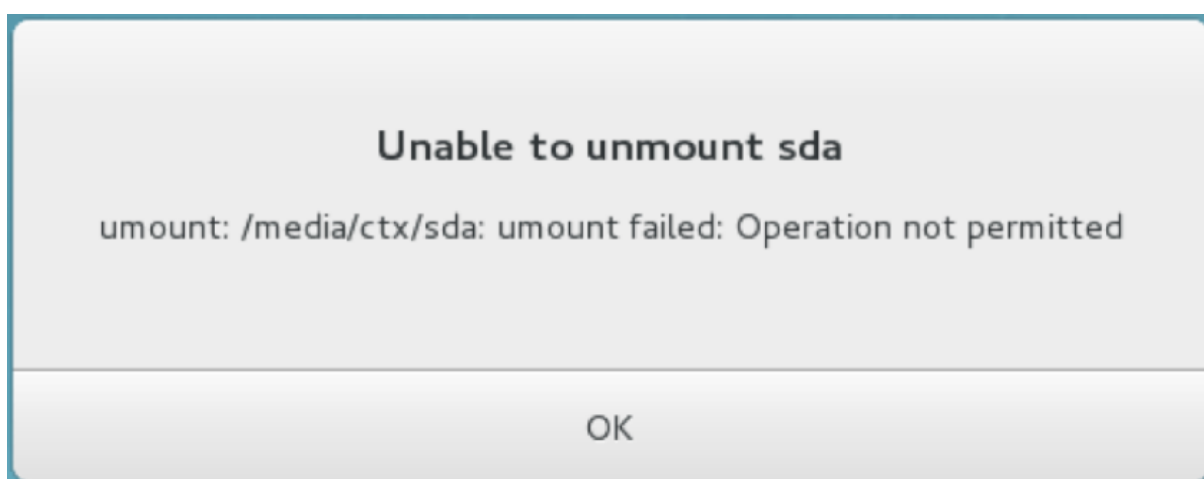 Unable to unmount sda
umount: /media/ctx/sda: umount failed: Operation not permitted
OK